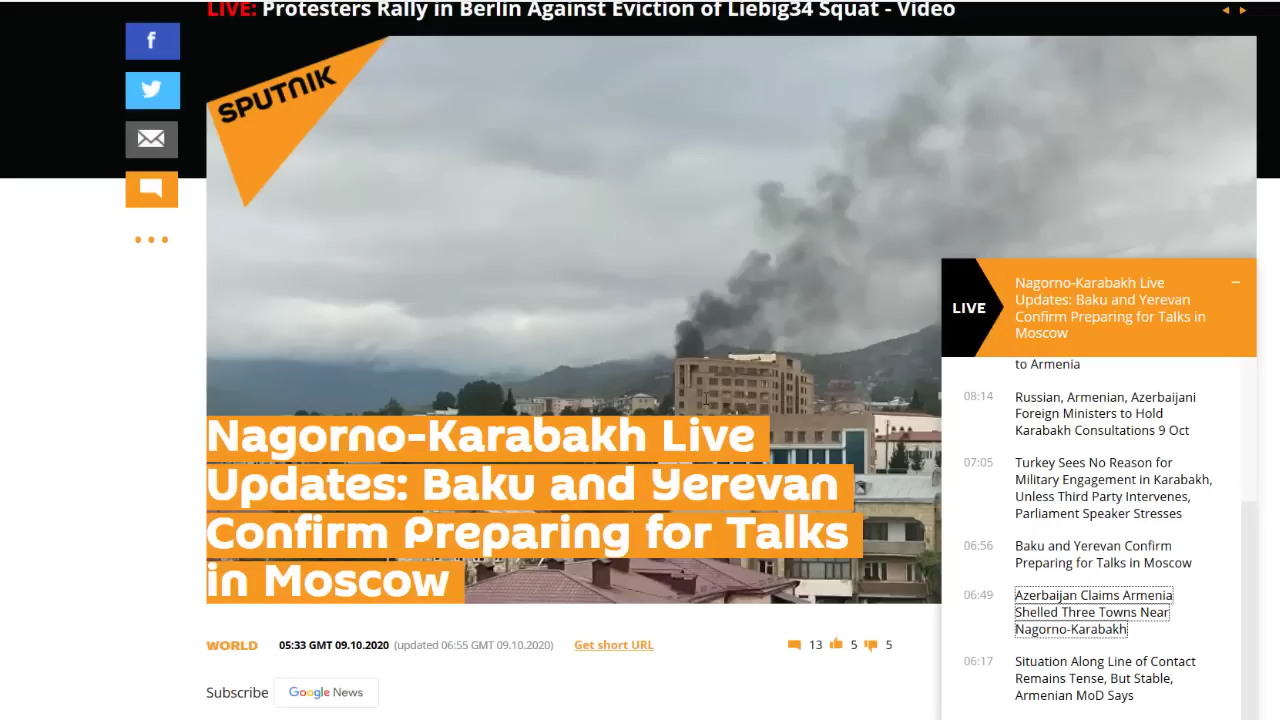 LIVE: Protesters Rally in Berlin Against Eviction of Liebig34 Squat - Video
f
SPUTNIK
Nagorno-Karabakh Live
Updates: Baku and Yerevan
Confirm Preparing for Talks
in Moscow
WORLD 05:33 GMT 09.10.2020 (updated 06:55 GMT 09.10.2020) Get short URL 13 5 5
Subscribe Google News
LIVE
Nagorno-Karabakh Live
Updates: Baku and Yerevan
Confirm Preparing for Talks in
Moscow
to Armenia
08:14 Russian, Armenian, Azerbaijani
Foreign Ministers to Hold
Karabakh Consultations 9 Oct
07:05 Turkey Sees No Reason for
Military Engagement in Karabakh,
Unless Third Party Intervenes,
Parliament Speaker Stresses
06:56 Baku and Yerevan Confirm
Preparing for Talks in Moscow
06:49 Azerbaijan Claims Armenia
Shelled Three Towns Near
Nagorno-Karabakh
06:17 Situation Along Line of Contact
Remains Tense, But Stable,
Armenian MoD Says